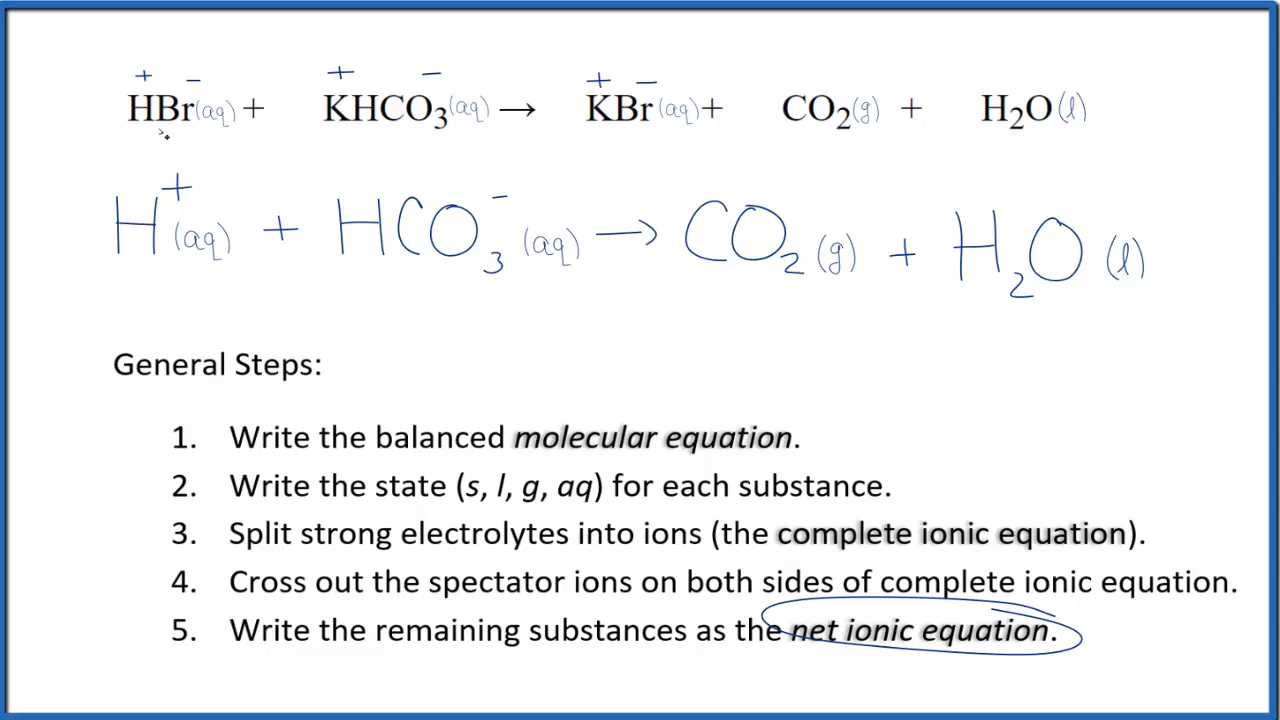 + − + − + −
HBr(aq) + KHCO₃(aq) → KBr(aq) + CO₂(g) + H₂O(l)
H⁺(aq) + HCO₃⁻(aq) → CO₂(g) + H₂O(l)
General Steps:
1. Write the balanced molecular equation.
2. Write the state (s, l, g, aq) for each substance.
3. Split strong electrolytes into ions (the complete ionic equation).
4. Cross out the spectator ions on both sides of complete ionic equation.
5. Write the remaining substances as the net ionic equation.